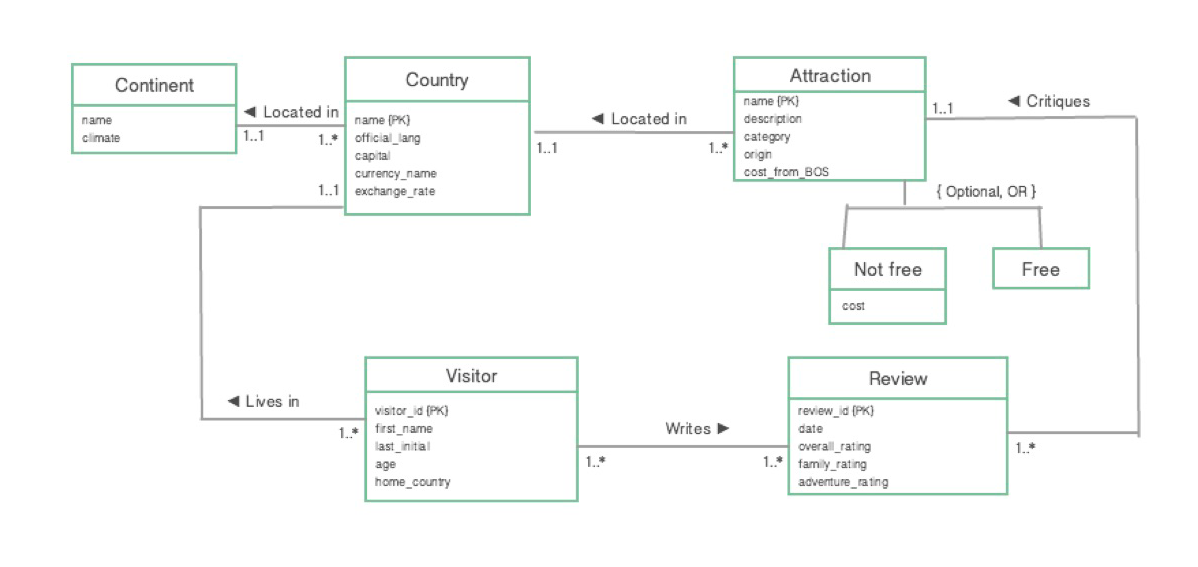 Continent
name
climate
◄ Located in
1..1
1..*
Country
name {PK}
official_lang
capital
currency_name
exchange_rate
1..1
◄ Located in
1..1
1..*
Attraction
name {PK}
description
category
origin
cost_from_BOS
1..1
◄ Critiques
{ Optional, OR }
Not free
cost
Free
◄ Lives in
1..*
Visitor
visitor_id {PK}
first_name
last_initial
age
home_country
Writes ►
1..*
1..*
Review
review_id {PK}
date
overall_rating
family_rating
adventure_rating
1..*